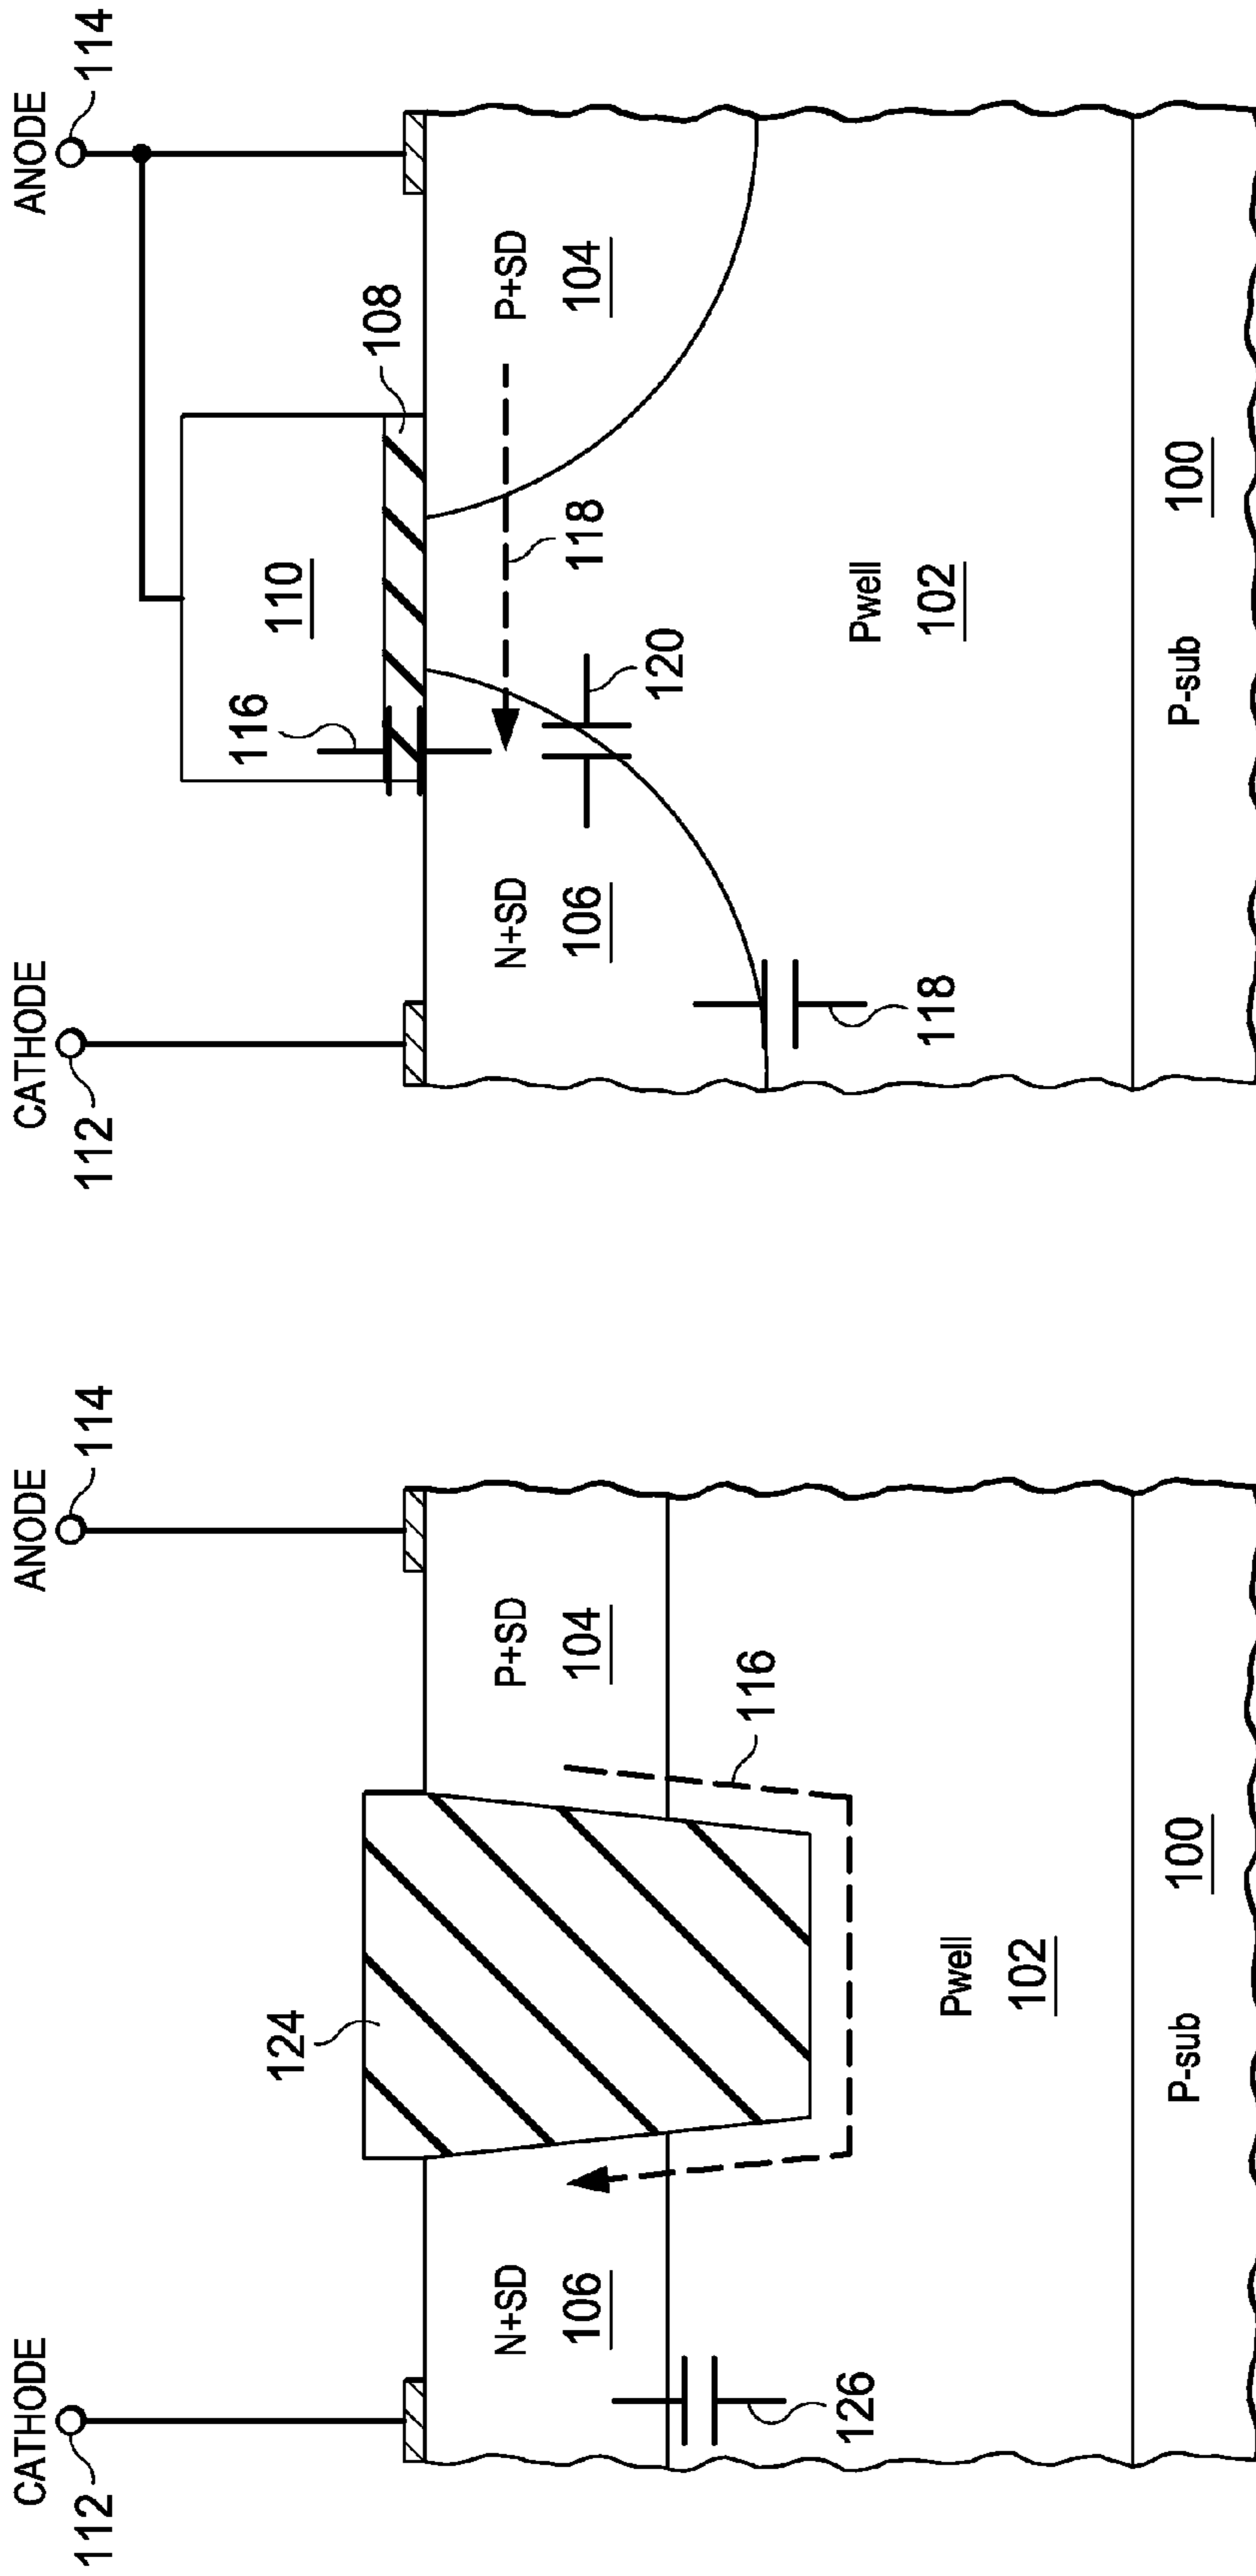 CATHODE
ANODE
112
114
124
N+SD
106
P+SD
104
116
126
Pwell
102
P-sub
100
CATHODE
ANODE
112
114
110
116
108
N+SD
106
P+SD
104
118
120
118
Pwell
102
P-sub
100